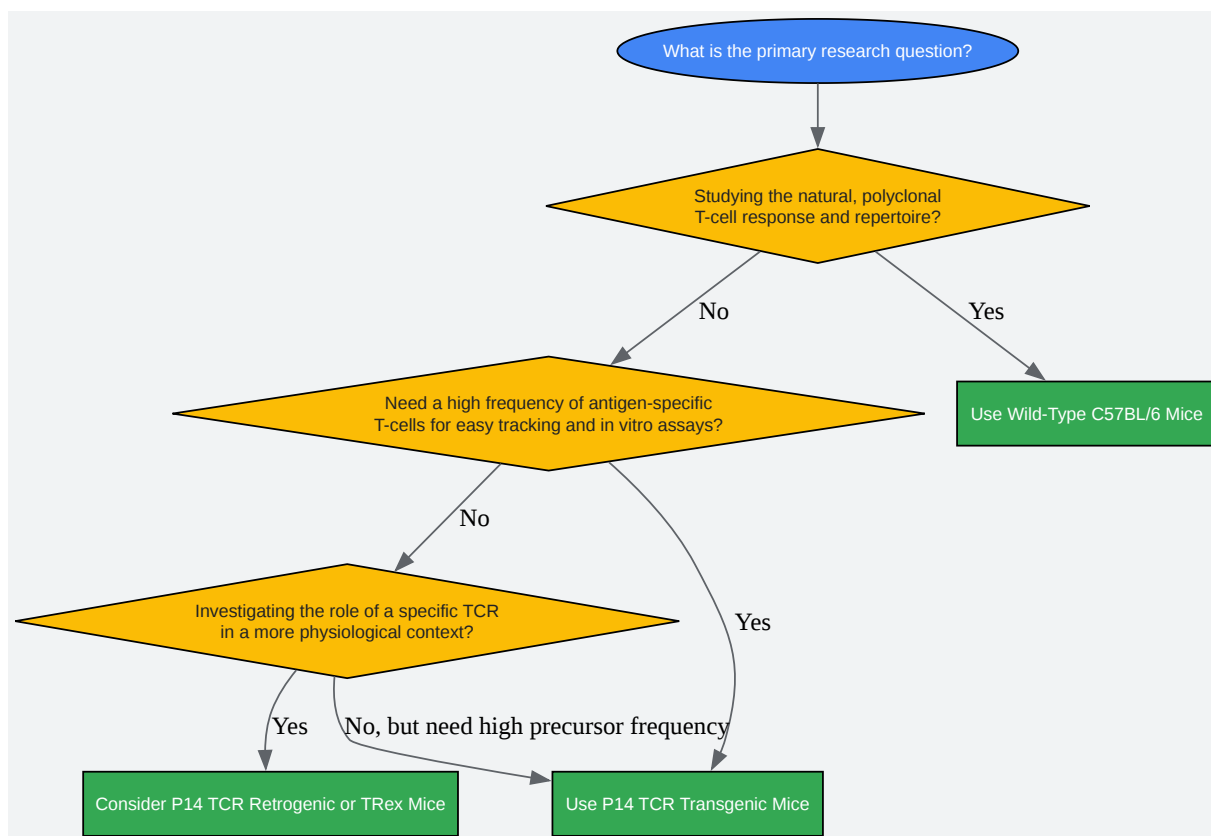 What is the primary research question?
Studying the natural, polyclonal
T-cell response and repertoire?
No
Yes
Need a high frequency of antigen-specific
T-cells for easy tracking and in vitro assays?
Use Wild-Type C57BL/6 Mice
No
Yes
Investigating the role of a specific TCR
in a more physiological context?
Yes
No, but need high precursor frequency
Consider P14 TCR Retrogenic or TRex Mice
Use P14 TCR Transgenic Mice